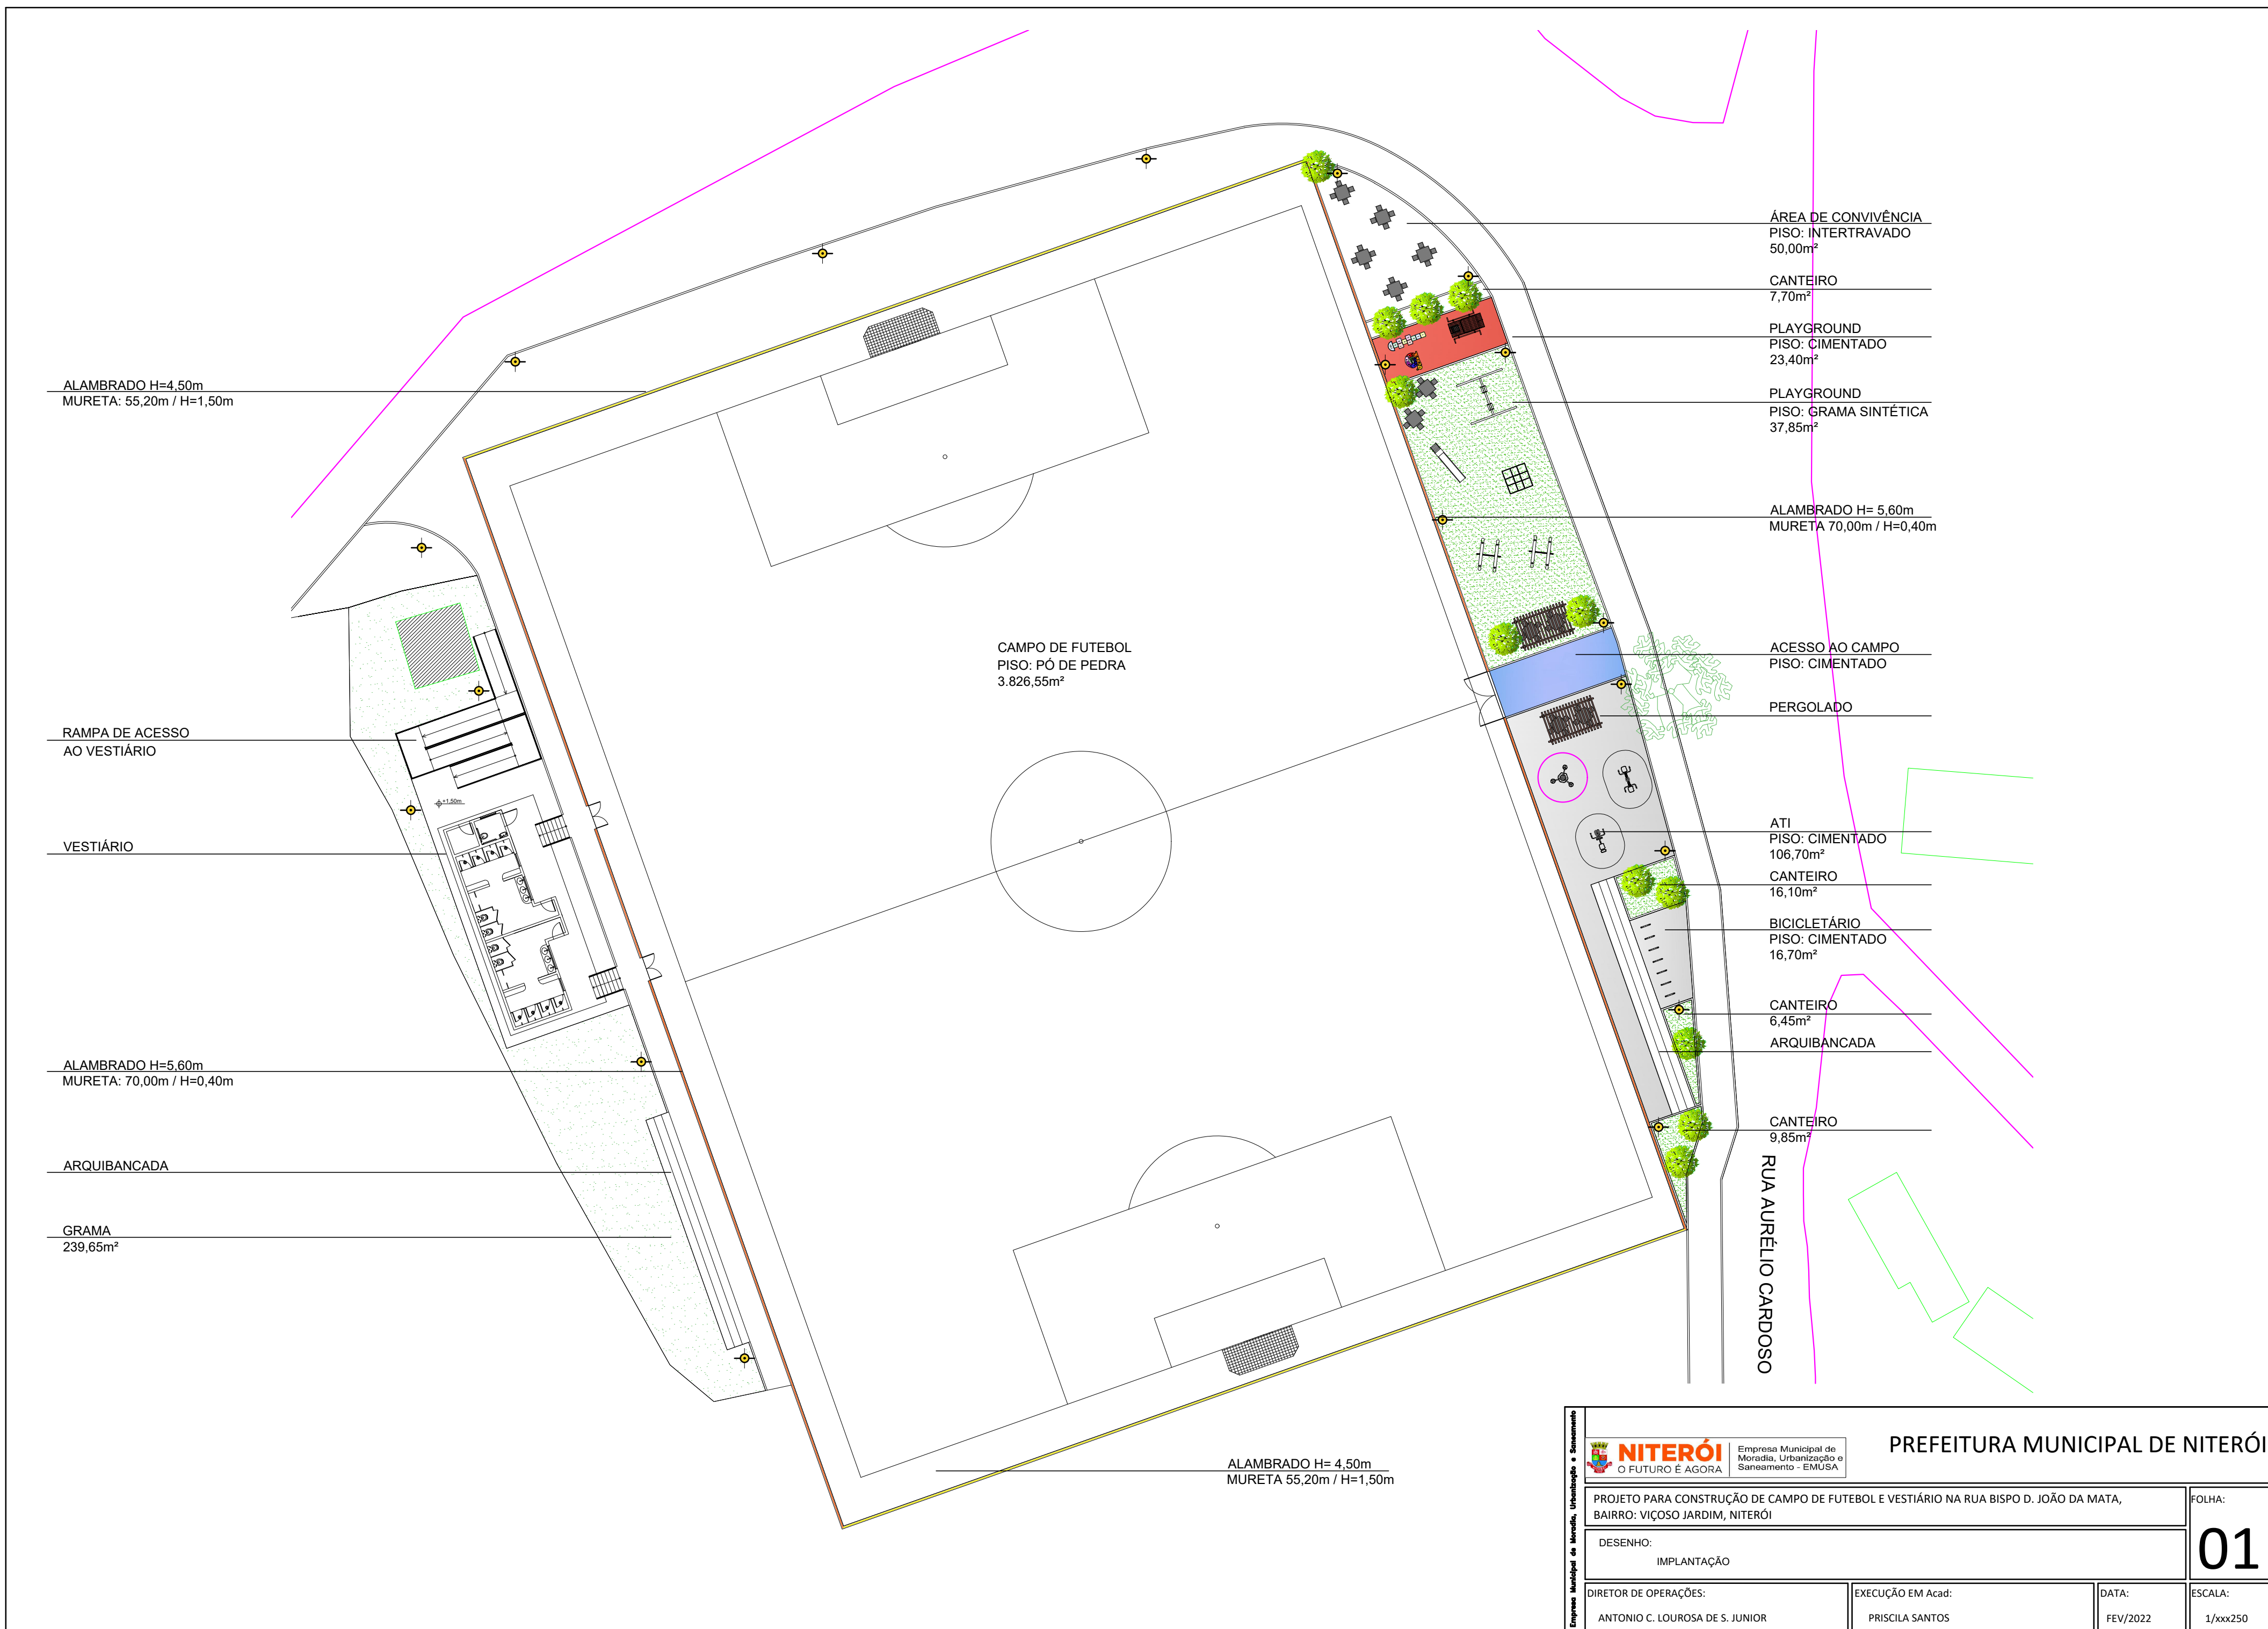 ALAMBRADO H=4,50m
MURETA: 55,20m / H=1,50m
RAMPA DE ACESSO
AO VESTIÁRIO
VESTIÁRIO
ALAMBRADO H=5,60m
MURETA: 70,00m / H=0,40m
ARQUIBANCADA
GRAMA
239,65m²
+1,50m
CAMPO DE FUTEBOL
PISO: PÓ DE PEDRA
3.826,55m²
ALAMBRADO H= 4,50m
MURETA 55,20m / H=1,50m
ÁREA DE CONVIVÊNCIA
PISO: INTERTRAVADO
50,00m²
CANTEIRO
7,70m²
PLAYGROUND
PISO: CIMENTADO
23,40m²
PLAYGROUND
PISO: GRAMA SINTÉTICA
37,85m²
ALAMBRADO H= 5,60m
MURETA 70,00m / H=0,40m
ACESSO AO CAMPO
PISO: CIMENTADO
PERGOLADO
ATI
PISO: CIMENTADO
106,70m²
CANTEIRO
16,10m²
BICICLETÁRIO
PISO: CIMENTADO
16,70m²
CANTEIRO
6,45m²
ARQUIBANCADA
CANTEIRO
9,85m²
RUA AURÉLIO CARDOSO
Empresa Municipal de Moradia, Urbanização e Saneamento
NITERÓI
O FUTURO É AGORA
Empresa Municipal de
Moradia, Urbanização e
Saneamento - EMUSA
PREFEITURA MUNICIPAL DE NITERÓI
PROJETO PARA CONSTRUÇÃO DE CAMPO DE FUTEBOL E VESTIÁRIO NA RUA BISPO D. JOÃO DA MATA,
BAIRRO: VIÇOSO JARDIM, NITERÓI
FOLHA:
01
DESENHO:
IMPLANTAÇÃO
DIRETOR DE OPERAÇÕES:
ANTONIO C. LOUROSA DE S. JUNIOR
EXECUÇÃO EM Acad:
PRISCILA SANTOS
DATA:
FEV/2022
ESCALA:
1/xxx250